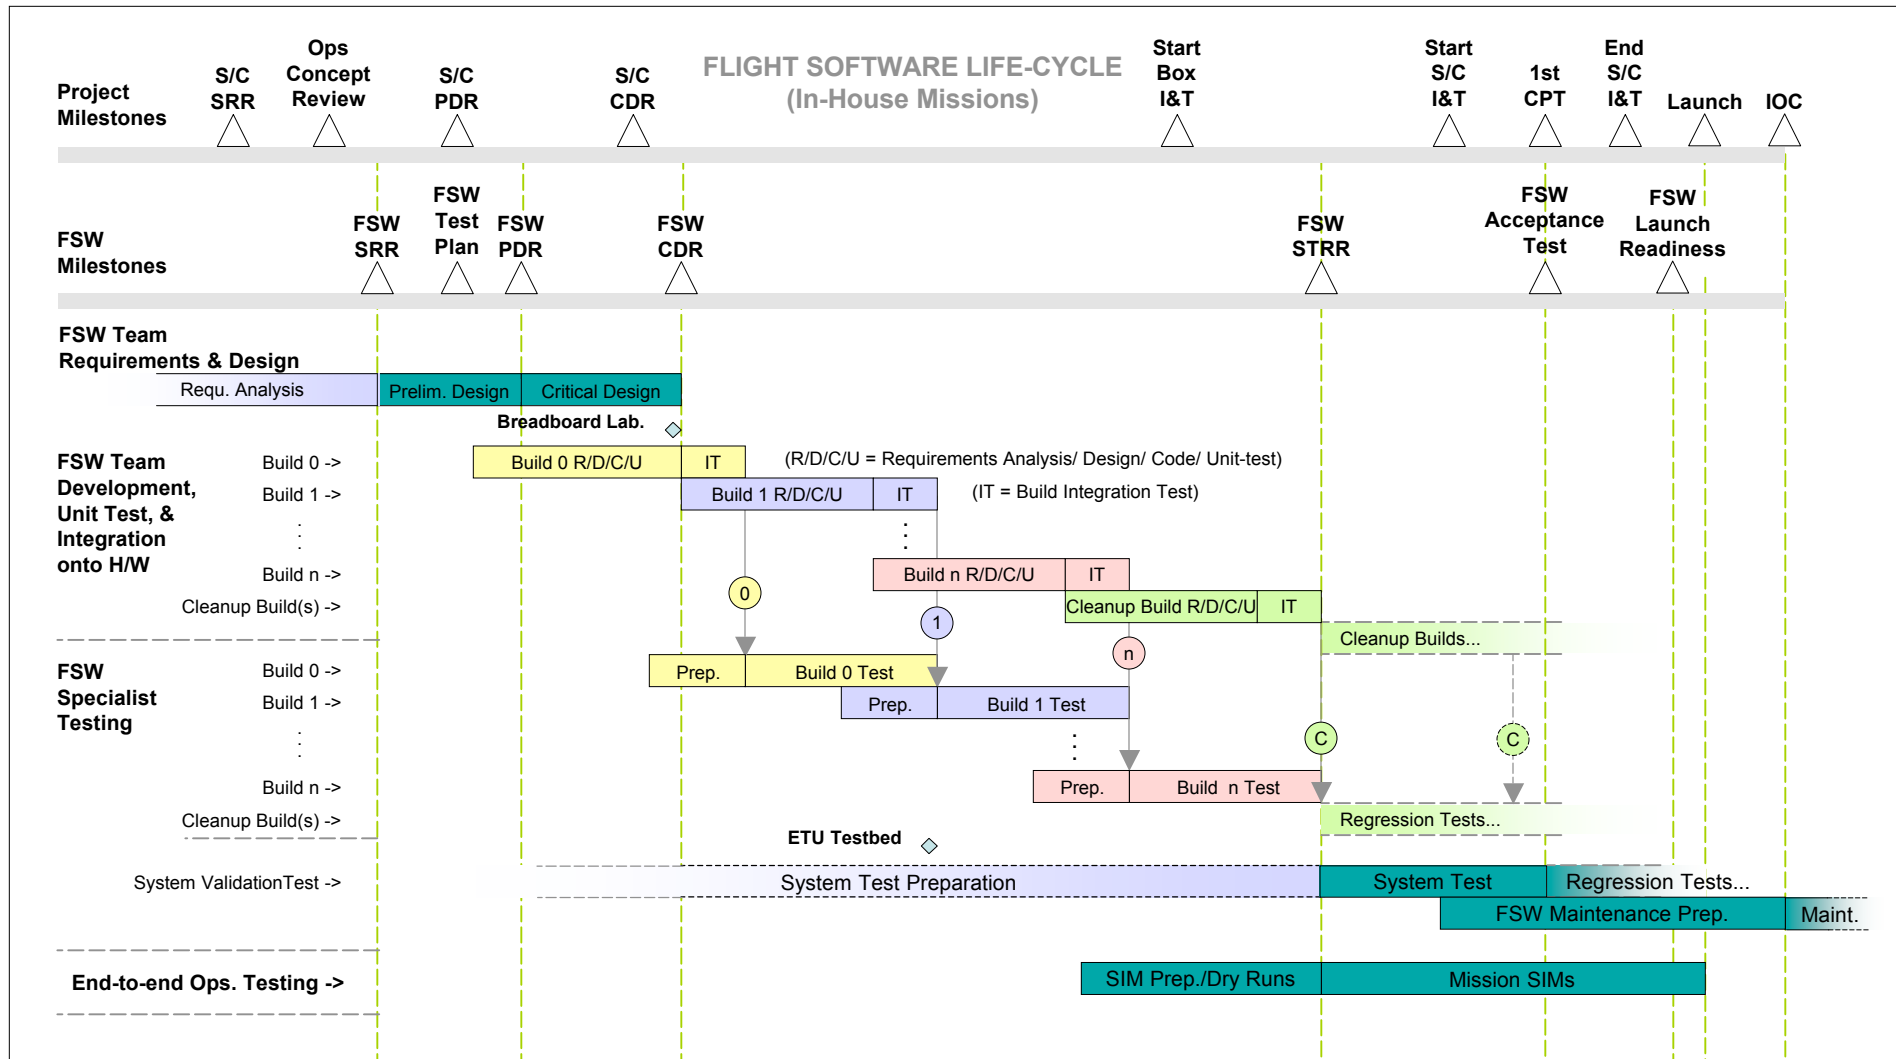 FLIGHT SOFTWARE LIFE-CYCLE
(In-House Missions)
Project
Milestones
S/C
SRR
Ops
Concept
Review
S/C
PDR
S/C
CDR
Start
Box
I&T
Start
S/C
I&T
1st
CPT
End
S/C
I&T
Launch
IOC
FSW
Milestones
FSW
SRR
FSW
Test
Plan
FSW
PDR
FSW
CDR
FSW
STRR
FSW
Acceptance
Test
FSW
Launch
Readiness
FSW Team
Requirements & Design
Requ. Analysis
Prelim. Design
Critical Design
Breadboard Lab.
FSW Team
Development,
Unit Test, &
Integration
onto H/W
Build 0 ->
Build 0 R/D/C/U
IT
(R/D/C/U = Requirements Analysis/ Design/ Code/ Unit-test)
Build 1 ->
Build 1 R/D/C/U
IT
(IT = Build Integration Test)
Build n ->
Build n R/D/C/U
IT
Cleanup Build(s) ->
Cleanup Build R/D/C/U
IT
0
1
n
Cleanup Builds...
FSW
Specialist
Testing
Build 0 ->
Prep.
Build 0 Test
Build 1 ->
Prep.
Build 1 Test
C
C
Build n ->
Prep.
Build n Test
Cleanup Build(s) ->
Regression Tests...
ETU Testbed
System ValidationTest ->
System Test Preparation
System Test
Regression Tests...
FSW Maintenance Prep.
Maint.
End-to-end Ops. Testing ->
SIM Prep./Dry Runs
Mission SIMs